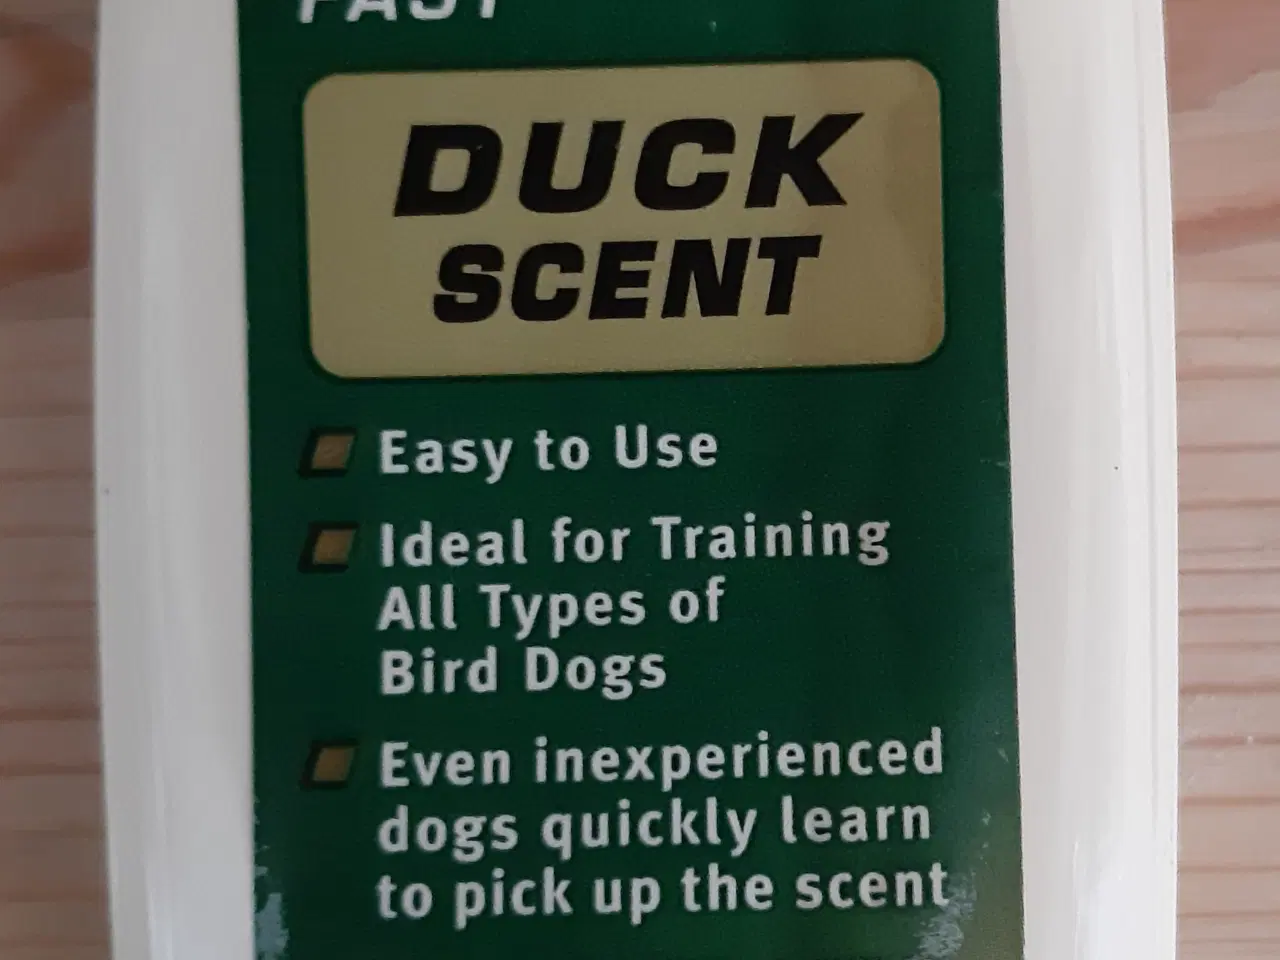 FAST
DUCK
SCENT
Easy to Use
Ideal for Training
All Types of
Bird Dogs
Even inexperienced
dogs quickly learn
to pick up the scent